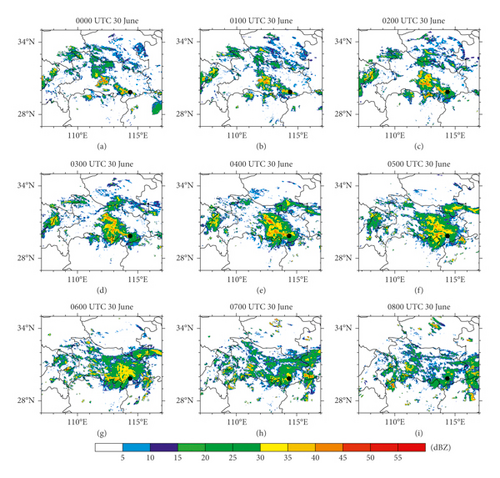 0000 UTC 30 June
0100 UTC 30 June
0200 UTC 30 June
34°N
34°N
34°N
28°N
28°N
28°N
110°E
115°E
110°E
115°E
110°E
115°E
(a)
(b)
(c)
0300 UTC 30 June
0400 UTC 30 June
0500 UTC 30 June
34°N
34°N
34°N
28°N
28°N
28°N
110°E
115°E
110°E
115°E
110°E
115°E
(d)
(e)
(f)
0600 UTC 30 June
0700 UTC 30 June
0800 UTC 30 June
34°N
34°N
34°N
28°N
28°N
28°N
110°E
115°E
110°E
115°E
110°E
115°E
(g)
(h)
(i)
(dBZ)
5
10
15
20
25
30
35
40
45
50
55